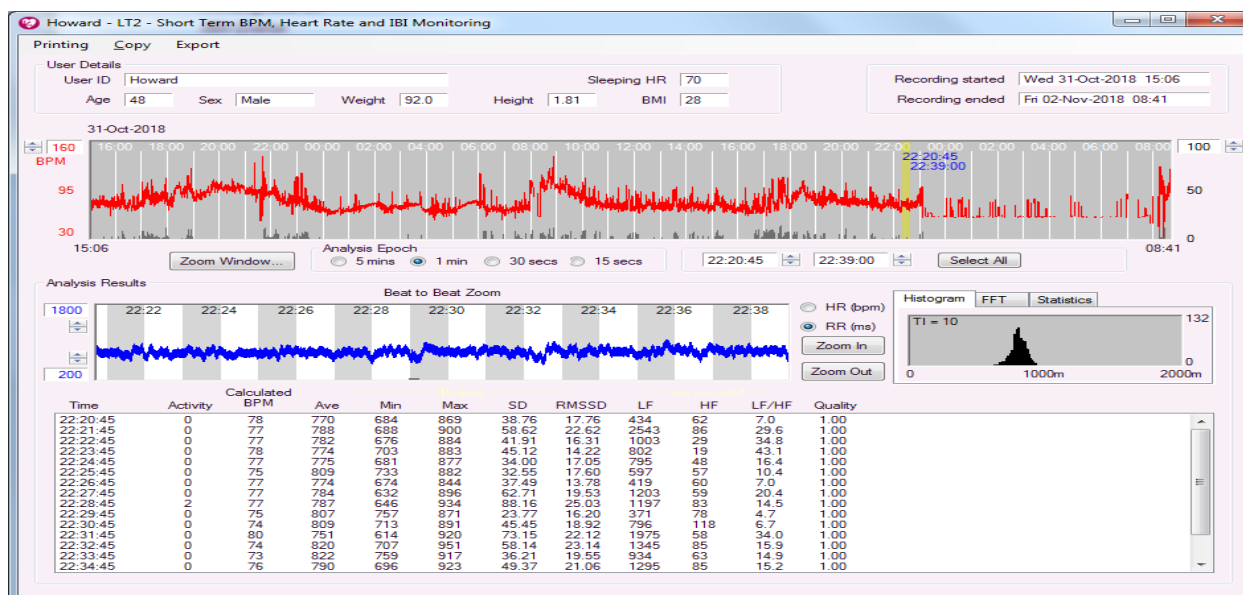 Howard - LT2 - Short Term BPM, Heart Rate and IBI Monitoring
Printing Copy Export
User Details
User ID Howard Sleeping HR 70 Recording started Wed 31-Oct-2018 15:06
Age 48 Sex Male Weight 92.0 Height 1.81 BMI 28 Recording ended Fri 02-Nov-2018 08:41
31-Oct-2018
160 16:00 18:00 20:00 22:00 00:00 02:00 04:00 06:00 08:00 10:00 12:00 14:00 16:00 18:00 20:00 22:00 00:00 02:00 04:00 06:00 08:00 100
BPM 22:20:45
22:39:00
95 50
30 0
15:06 08:41
Analysis Epoch
Zoom Window... 5 mins 1 min 30 secs 15 secs 22:20:45 22:39:00 Select All
Analysis Results
Beat to Beat Zoom
1800 22:22 22:24 22:26 22:28 22:30 22:32 22:34 22:36 22:38
200
HR (bpm)
RR (ms)
Zoom In
Zoom Out
Histogram FFT Statistics
TI = 10 132
0
0 1000m 2000m
Time Activity Calculated BPM Ave Min Max SD RMSSD LF HF LF/HF Quality
22:20:45 0 78 770 684 869 38.76 17.76 434 62 7.0 1.00
22:21:45 0 77 788 688 900 58.62 22.62 2543 86 29.6 1.00
22:22:45 0 77 782 676 884 41.91 16.31 1003 29 34.8 1.00
22:23:45 0 78 774 703 883 45.12 14.22 802 19 43.1 1.00
22:24:45 0 77 775 681 877 34.00 17.05 795 48 16.4 1.00
22:25:45 0 75 809 733 882 32.55 17.60 597 57 10.4 1.00
22:26:45 0 77 774 674 844 37.49 13.78 419 60 7.0 1.00
22:27:45 0 77 784 632 896 62.71 19.53 1203 59 20.4 1.00
22:28:45 2 77 787 646 934 88.16 25.03 1197 83 14.5 1.00
22:29:45 0 75 807 757 871 23.77 16.20 371 78 4.7 1.00
22:30:45 0 74 809 713 891 45.45 18.92 796 118 6.7 1.00
22:31:45 0 80 751 614 920 73.15 22.12 1975 58 34.0 1.00
22:32:45 0 74 820 707 951 58.14 23.14 1345 85 15.9 1.00
22:33:45 0 73 822 759 917 36.21 19.55 934 63 14.9 1.00
22:34:45 0 76 790 696 923 49.37 21.06 1295 85 15.2 1.00